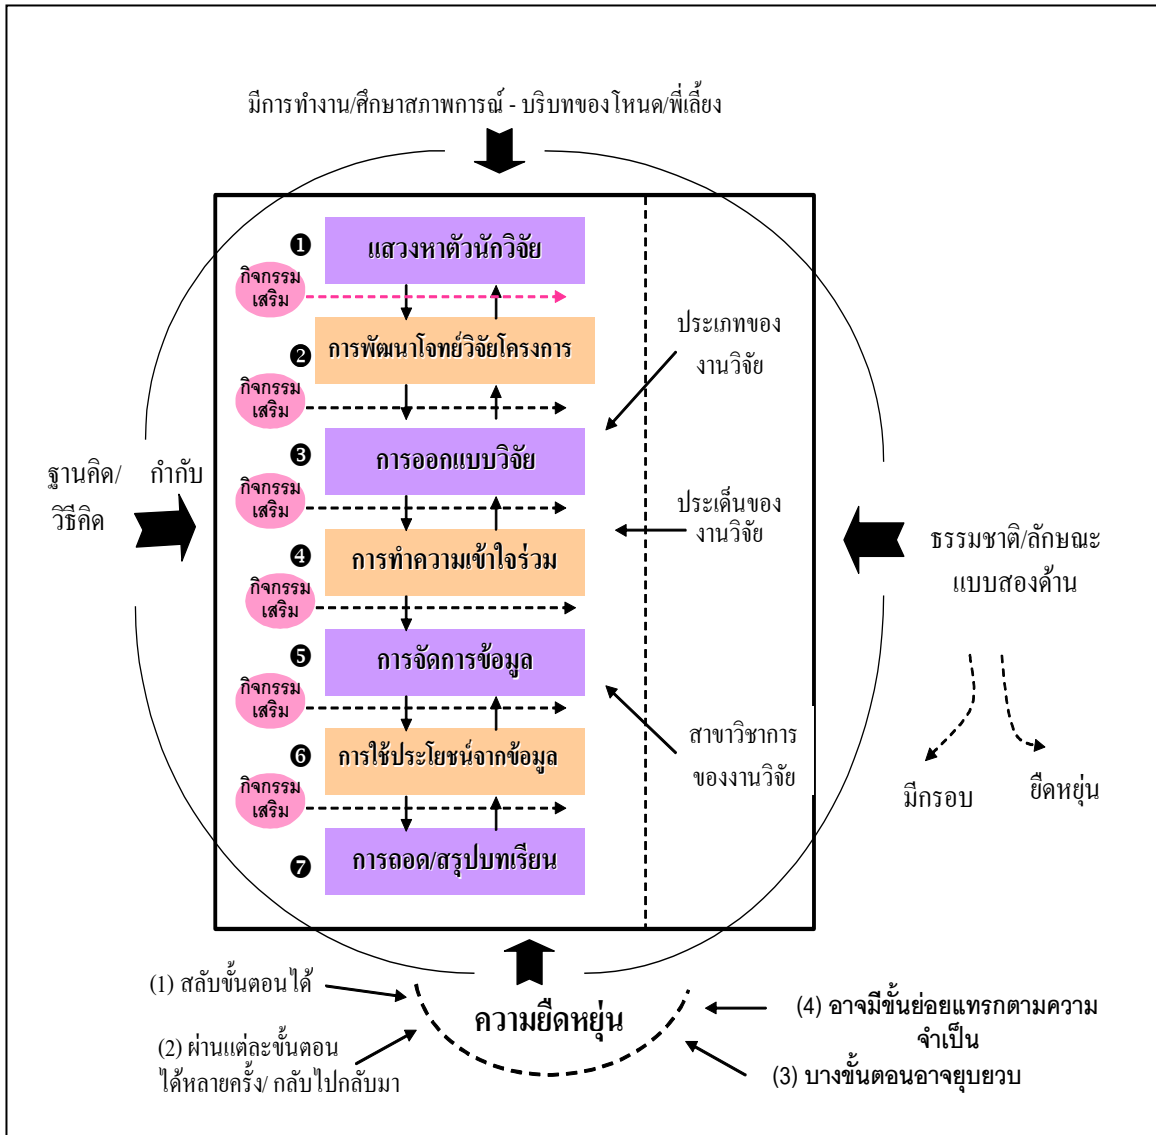 มีการทำงาน/ศึกษาสภาพการณ์ - บริบทของโหนด/พี่เลี้ยง
❶ แสวงหาตัวนักวิจัย
กิจกรรม
เสริม
❷ การพัฒนาโจทย์วิจัยโครงการ
กิจกรรม
เสริม
❸ การออกแบบวิจัย
กิจกรรม
เสริม
❹ การทำความเข้าใจร่วม
กิจกรรม
เสริม
❺ การจัดการข้อมูล
กิจกรรม
เสริม
❻ การใช้ประโยชน์จากข้อมูล
กิจกรรม
เสริม
❼ การถอด/สรุปบทเรียน
ประเภทของ
งานวิจัย
ประเด็นของ
งานวิจัย
สาขาวิชาการ
ของงานวิจัย
ฐานคิด/ กำกับ
วิธีคิด
ธรรมชาติ/ลักษณะ
แบบสองด้าน
มีกรอบ
ยืดหยุ่น
ความยืดหยุ่น
(1) สลับขั้นตอนได้
(2) ผ่านแต่ละขั้นตอน
ได้หลายครั้ง/ กลับไปกลับมา
(4) อาจมีขั้นย่อยแทรกตามความ
จำเป็น
(3) บางขั้นตอนอาจยุบยวบ